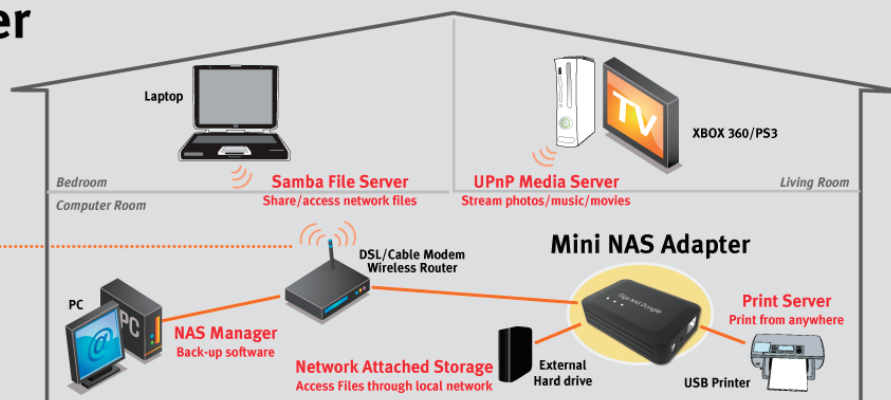 er
Laptop
XBOX 360/PS3
TV
Bedroom
Samba File Server
Share/access network files
UPnP Media Server
Stream photos/music/movies
Living Room
Computer Room
DSL/Cable Modem
Wireless Router
Mini NAS Adapter
PC
PC
NAS Manager
Back-up software
Print Server
Print from anywhere
Network Attached Storage
Access Files through local network
External
Hard drive
USB Printer